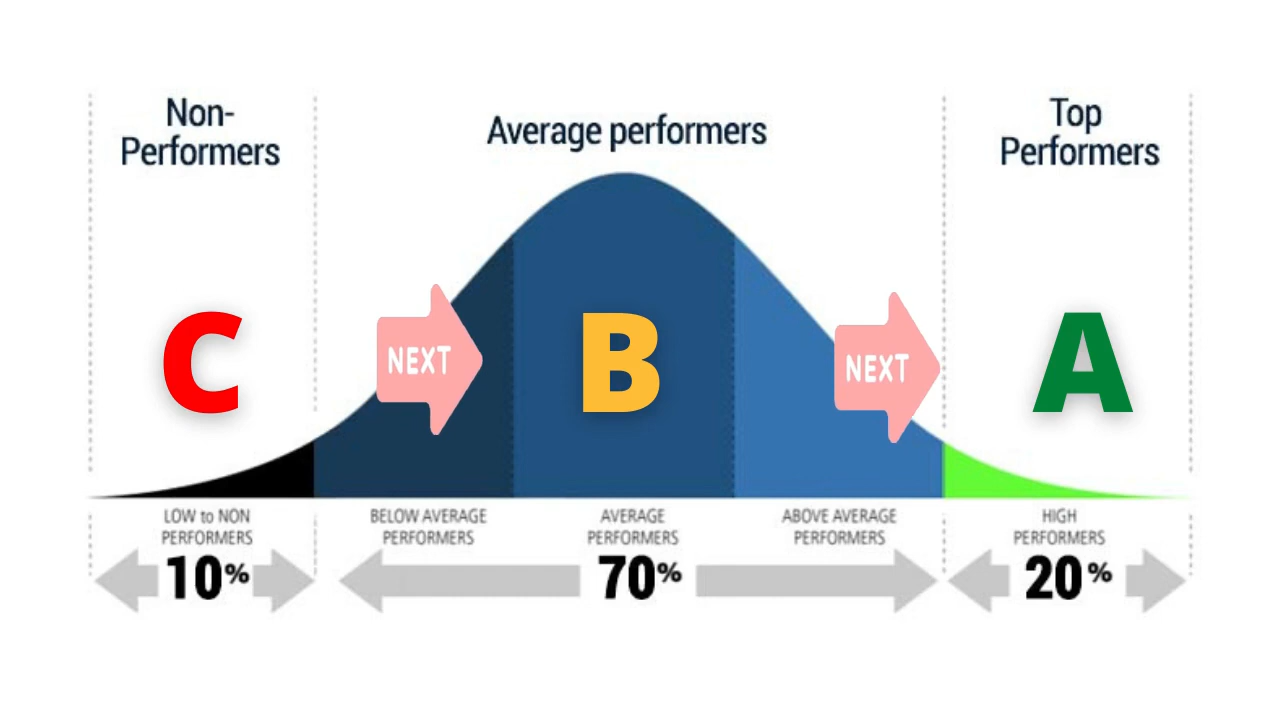 Non-
Performers
Average performers
Top
Performers
C
NEXT
B
NEXT
A
LOW to NON
PERFORMERS
10%
BELOW AVERAGE
PERFORMERS
AVERAGE
PERFORMERS
70%
ABOVE AVERAGE
PERFORMERS
HIGH
PERFORMERS
20%